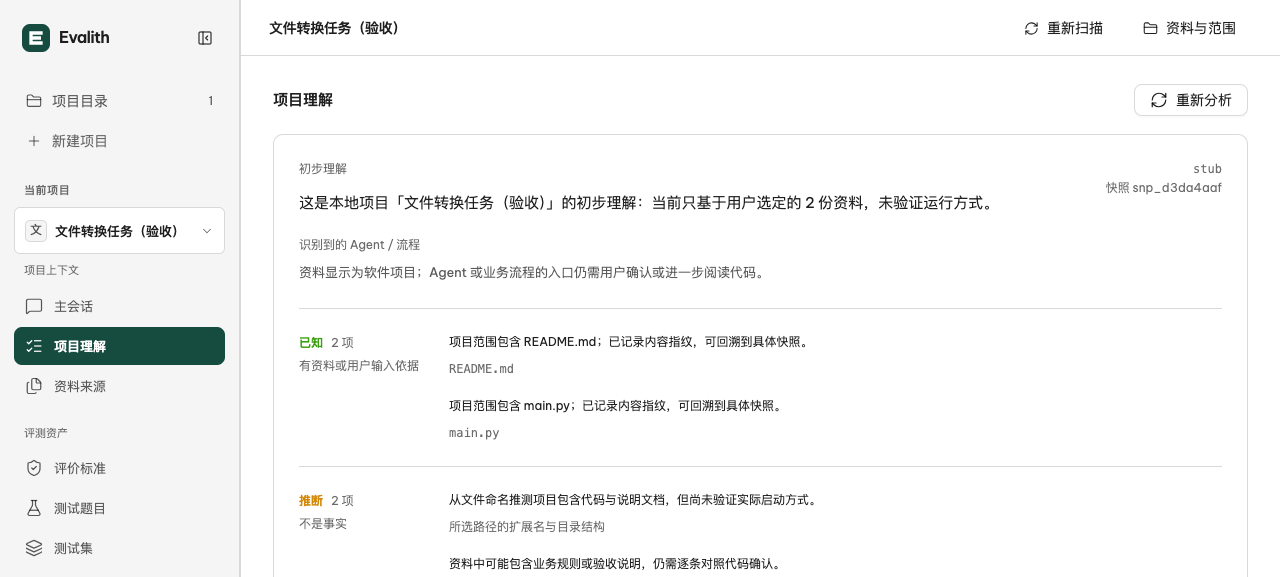 Evalith
项目目录 1
新建项目
当前项目
文 文件转换任务（验收）
项目上下文
主会话
项目理解
资料来源
评测资产
评价标准
测试题目
测试集
文件转换任务（验收）
重新扫描
资料与范围
项目理解
重新分析
初步理解
stub
快照 snp_d3da4aaf
这是本地项目「文件转换任务（验收）」的初步理解：当前只基于用户选定的 2 份资料，未验证运行方式。
识别到的 Agent / 流程
资料显示为软件项目；Agent 或业务流程的入口仍需用户确认或进一步阅读代码。
已知 2 项
有资料或用户输入依据
项目范围包含 README.md；已记录内容指纹，可回溯到具体快照。
README.md
项目范围包含 main.py；已记录内容指纹，可回溯到具体快照。
main.py
推断 2 项
不是事实
从文件命名推测项目包含代码与说明文档，但尚未验证实际启动方式。
所选路径的扩展名与目录结构
资料中可能包含业务规则或验收说明，仍需逐条对照代码确认。